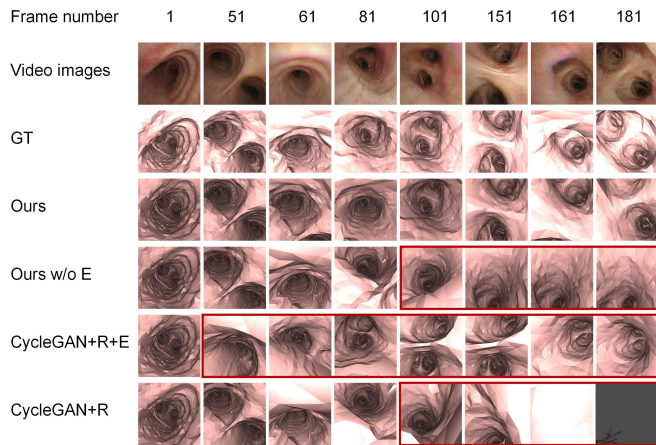 Frame number 1 51 61 81 101 151 161 181
Video images
GT
Ours
Ours w/o E
CycleGAN+R+E
CycleGAN+R